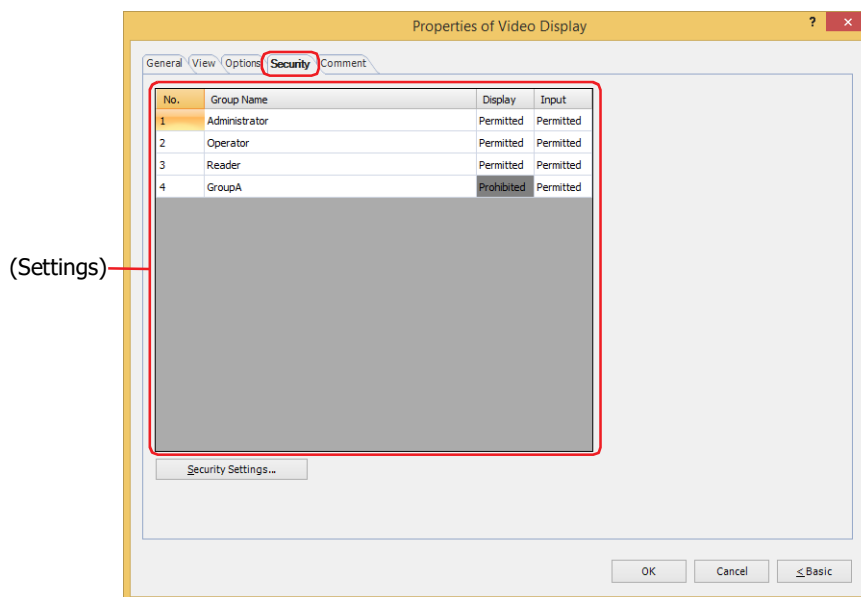 Properties of Video Display ? ×
General View Options Security Comment
No. Group Name Display Input
1 Administrator Permitted Permitted
2 Operator Permitted Permitted
3 Reader Permitted Permitted
4 GroupA Prohibited Permitted
(Settings)
Security Settings...
OK Cancel < Basic